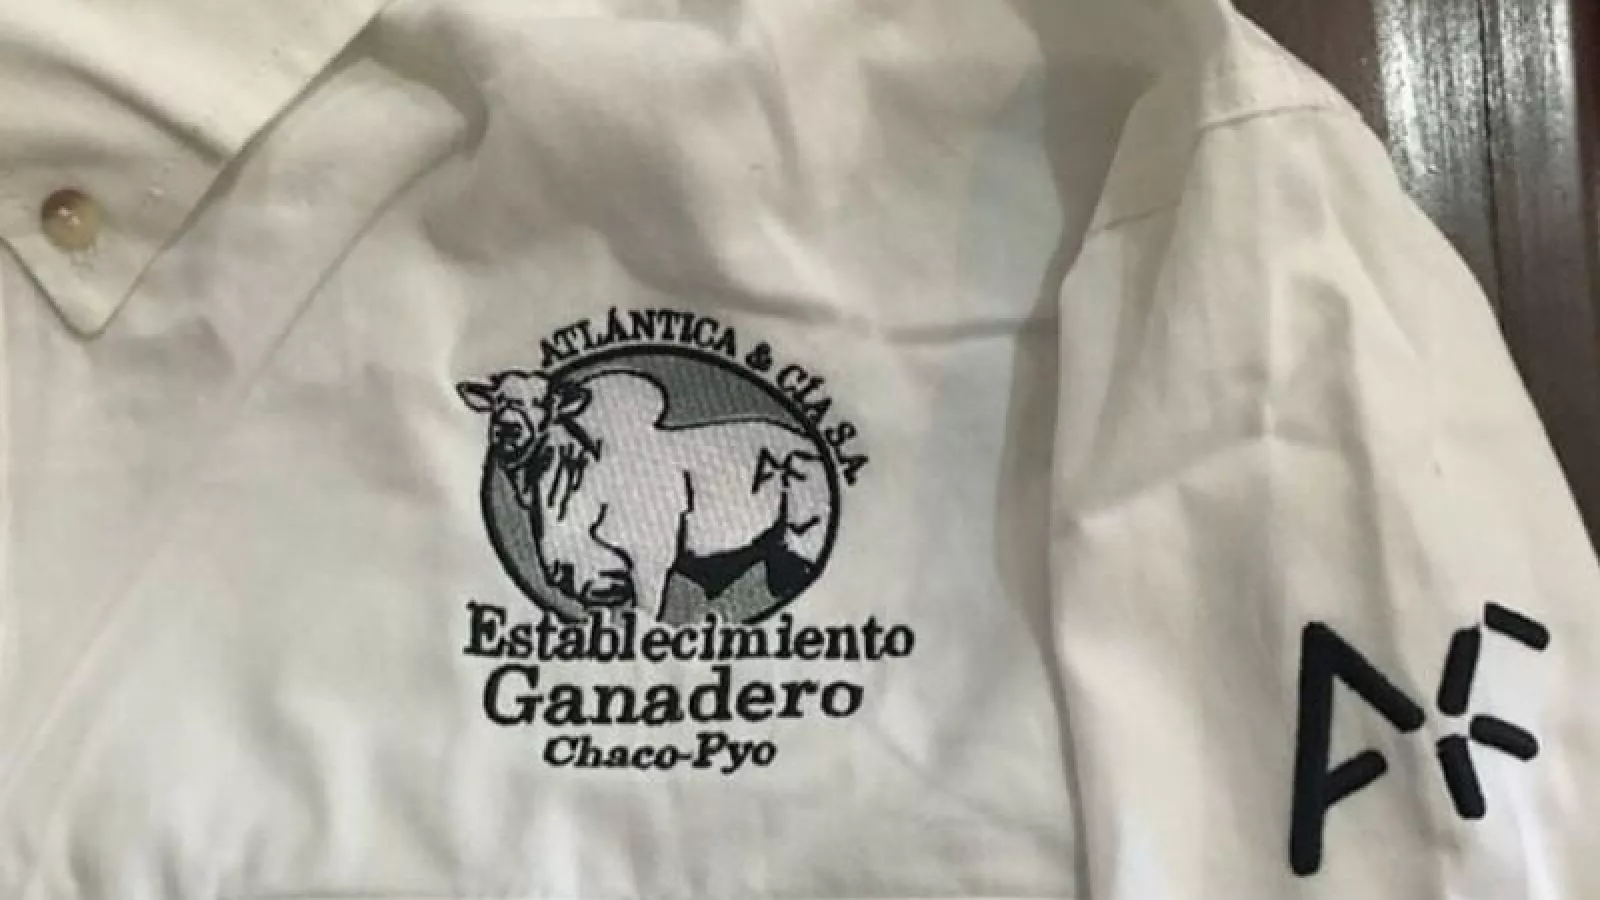 ATLÁNTICA & CÍA S.A.
AF
Establecimiento
Ganadero
Chaco-Pyo
AF